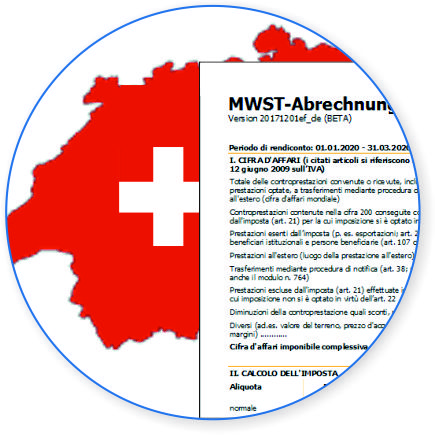 MWST-Abrechnung
Version 20171201ef_de (BETA)
Periodo di rendiconto: 01.01.2020 - 31.03.2020
I. CIFRA D'AFFARI (i citati articoli si riferiscono
12 giugno 2009 sull'IVA)
Totale delle controprestazioni convenute o ricevute, incl
prestazioni optate, a trasferimenti mediante procedura d
all'estero (cifra d'affari mondiale)
Controprestazioni contenute nella cifra 200 conseguite c
dall'imposta (art. 21) per la cui imposizione si è optato in
Prestazioni esenti dall'imposta (p. es. esportazioni; art. 2
beneficiari istituzionali e persone beneficiarie (art. 107 c
Prestazioni all'estero (luogo della prestazione all'estero)
Trasferimenti mediante procedura di notifica (art. 38;
anche il modulo n. 764)
Prestazioni escluse dall'imposta (art. 21) effettuate i
cui imposizione non si è optato in virtù dell'art. 22
Diminuzioni della controprestazione quali sconti,
Diversi (ad.es. valore del terreno, prezzo d'acq
margini) ............
Cifra d'affari imponibile complessiva
II. CALCOLO DELL'IMPOSTA
Aliquota
normale